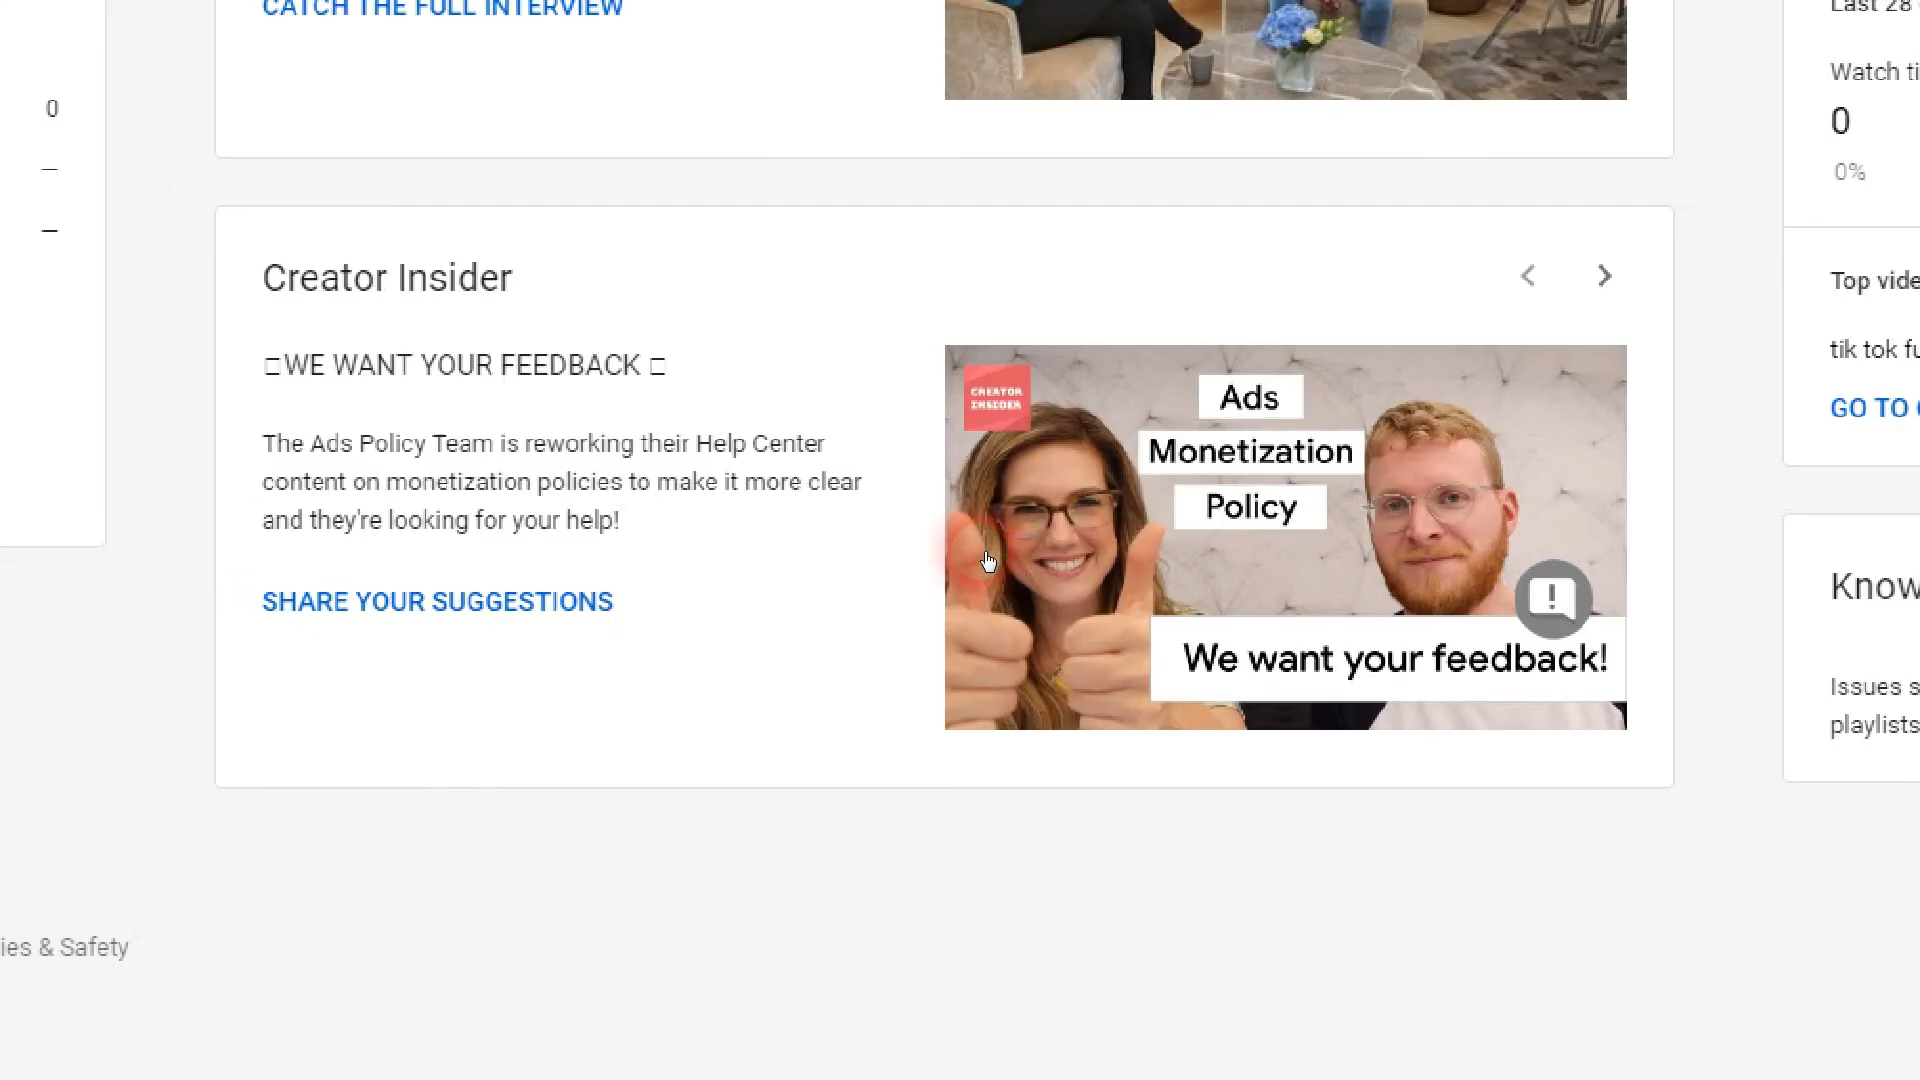 CATCH THE FULL INTERVIEW
Last 28
Watch ti
0
0
0%
–
–
Creator Insider
WE WANT YOUR FEEDBACK
The Ads Policy Team is reworking their Help Center
content on monetization policies to make it more clear
and they're looking for your help!
SHARE YOUR SUGGESTIONS
CREATOR
INSIDER
Ads
Monetization
Policy
We want your feedback!
Top vide
tik tok fu
GO TO
Know
Issues s
playlists
ies & Safety